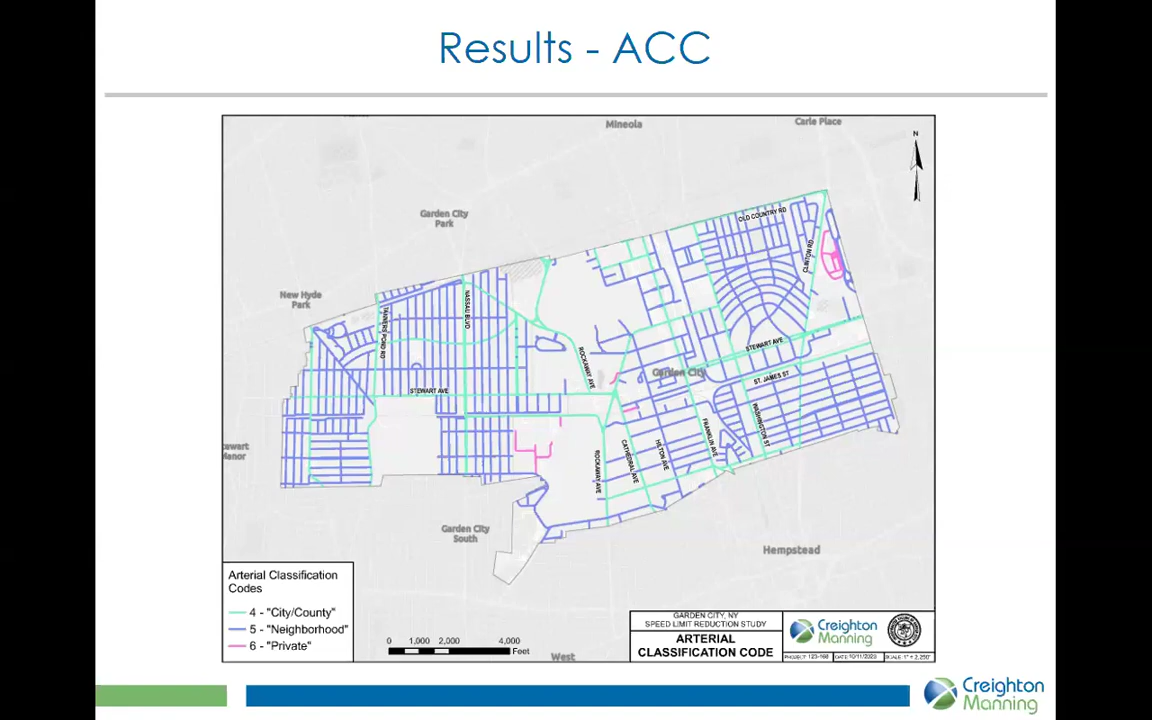 Results - ACC
Mineola
Carle Place
N
Garden City
Park
OLD COUNTRY RD
CLINTON RD
New Hyde
Park
NASSAU BLVD
TANNERS POND RD
ROCKAWAY AVE
STEWART AVE
Garden City
STEWART AVE
ST. JAMES ST
WASHINGTON ST
FRANKLIN AVE
HILTON AVE
CATHEDRAL AVE
ROCKAWAY AVE
Manor
Garden City
South
Hempstead
Arterial Classification
Codes
4 - "City/County"
5 - "Neighborhood"
6 - "Private"
0 1,000 2,000 4,000
Feet
West
GARDEN CITY, NY
SPEED LIMIT REDUCTION STUDY
ARTERIAL
CLASSIFICATION CODE
Creighton
Manning
Creighton
Manning